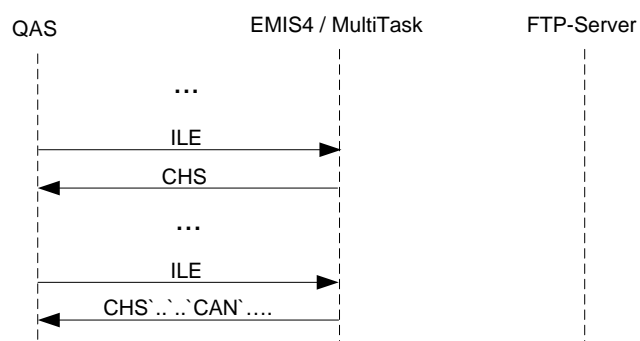 QAS EMIS4 / MultiTask FTP-Server
...
ILE
CHS
...
ILE
CHS`..`..`CAN`....